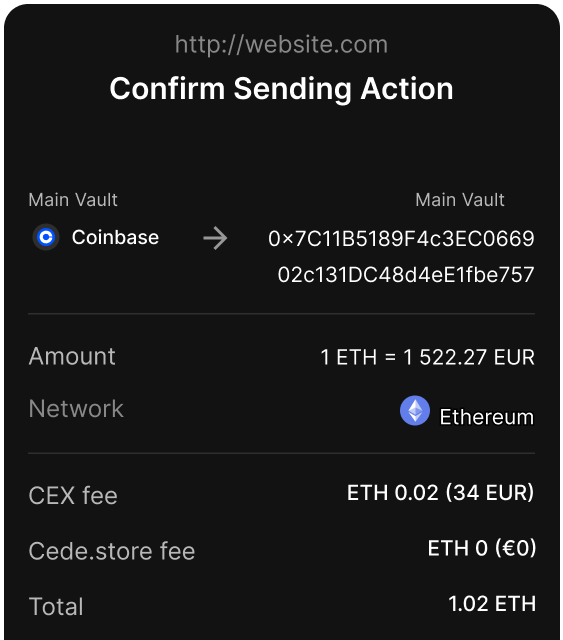 http://website.com
Confirm Sending Action
Main Vault
Main Vault
Coinbase
0×7C11B5189F4c3EC0669
02c131DC48d4eE1fbe757
Amount
1 ETH = 1 522.27 EUR
Network
Ethereum
CEX fee
ETH 0.02 (34 EUR)
Cede.store fee
ETH 0 (€0)
Total
1.02 ETH